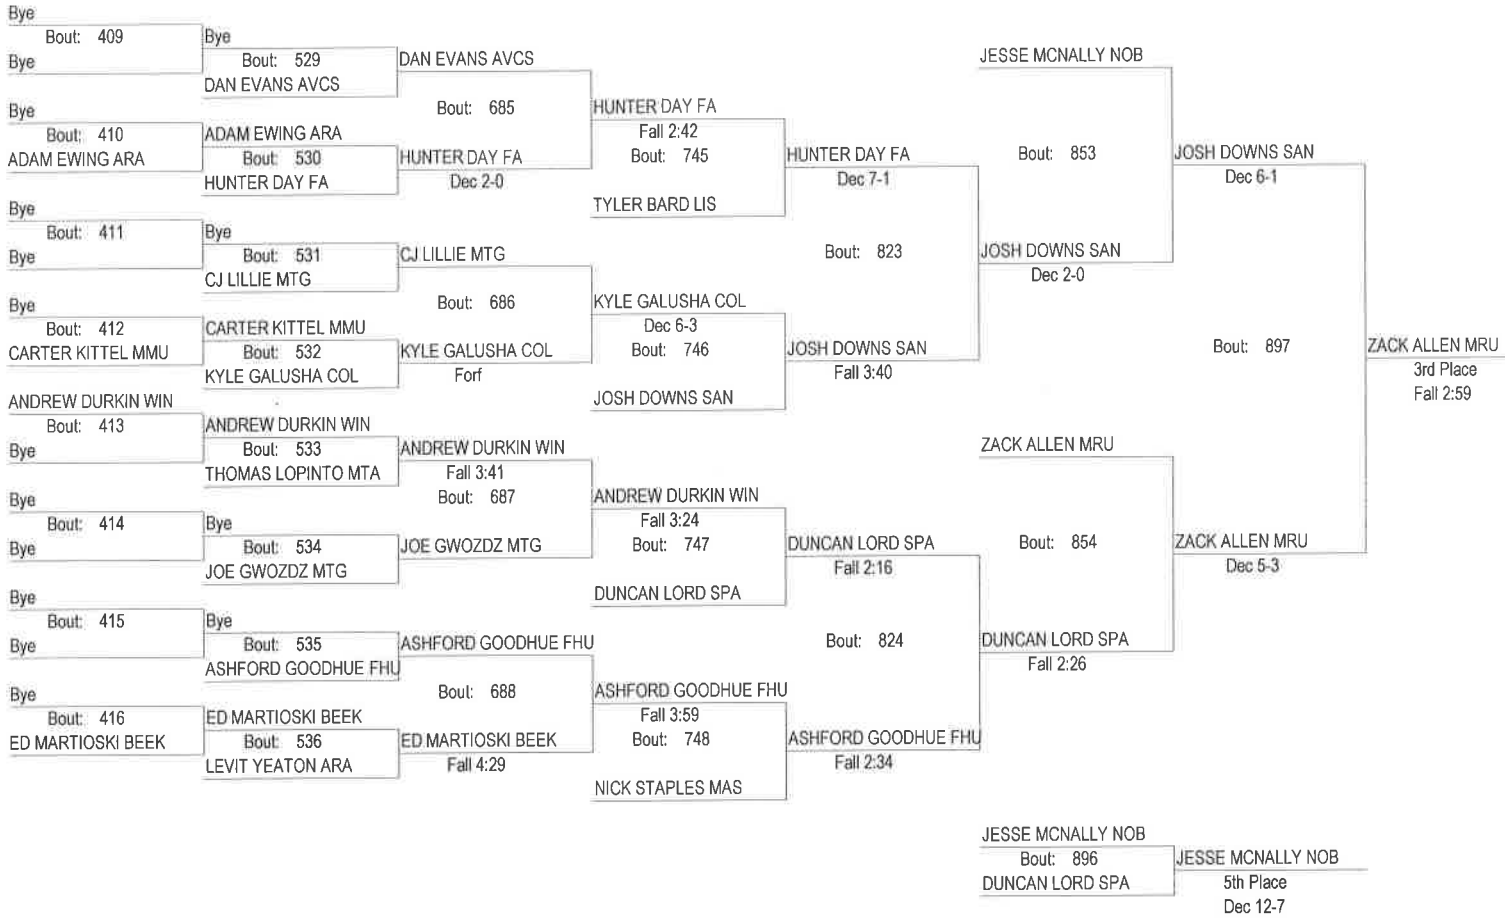 Bye
Bout: 409
Bye
Bye
Bout: 529
DAN EVANS AVCS
DAN EVANS AVCS
Bout: 685
Bye
Bout: 410
ADAM EWING ARA
ADAM EWING ARA
Bout: 530
HUNTER DAY FA
HUNTER DAY FA
Dec 2-0
HUNTER DAY FA
Fall 2:42
Bout: 745
TYLER BARD LIS
HUNTER DAY FA
Dec 7-1
Bye
Bout: 411
Bye
Bye
Bout: 531
CJ LILLIE MTG
CJ LILLIE MTG
Bout: 686
Bye
Bout: 412
CARTER KITTEL MMU
CARTER KITTEL MMU
Bout: 532
KYLE GALUSHA COL
KYLE GALUSHA COL
Forf
KYLE GALUSHA COL
Dec 6-3
Bout: 746
JOSH DOWNS SAN
JOSH DOWNS SAN
Fall 3:40
Bout: 823
JESSE MCNALLY NOB
Bout: 853
JOSH DOWNS SAN
Dec 2-0
JOSH DOWNS SAN
Dec 6-1
ANDREW DURKIN WIN
Bout: 413
Bye
ANDREW DURKIN WIN
Bout: 533
THOMAS LOPINTO MTA
ANDREW DURKIN WIN
Fall 3:41
Bout: 687
Bye
Bout: 414
Bye
Bye
Bout: 534
JOE GWOZDZ MTG
JOE GWOZDZ MTG
ANDREW DURKIN WIN
Fall 3:24
Bout: 747
DUNCAN LORD SPA
DUNCAN LORD SPA
Fall 2:16
Bye
Bout: 415
Bye
Bye
Bout: 535
ASHFORD GOODHUE FHU
ASHFORD GOODHUE FHU
Bout: 688
Bye
Bout: 416
ED MARTIOSKI BEEK
ED MARTIOSKI BEEK
Bout: 536
LEVIT YEATON ARA
ED MARTIOSKI BEEK
Fall 4:29
ASHFORD GOODHUE FHU
Fall 3:59
Bout: 748
NICK STAPLES MAS
ASHFORD GOODHUE FHU
Fall 2:34
Bout: 824
ZACK ALLEN MRU
Bout: 854
DUNCAN LORD SPA
Fall 2:26
ZACK ALLEN MRU
Dec 5-3
Bout: 897
ZACK ALLEN MRU
3rd Place
Fall 2:59
JESSE MCNALLY NOB
Bout: 896
DUNCAN LORD SPA
JESSE MCNALLY NOB
5th Place
Dec 12-7